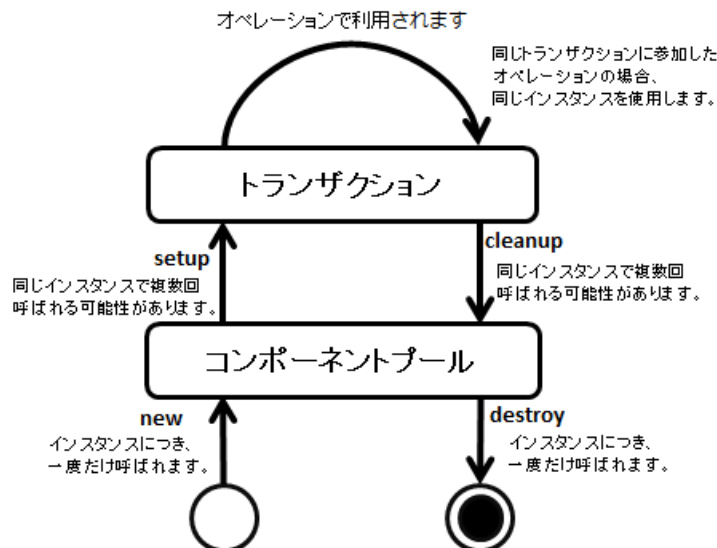 オペレーションで利用されます
同じトランザクションに参加した
オペレーションの場合、
同じインスタンスを使用します。
トランザクション
setup
同じインスタンスで複数回
呼ばれる可能性があります。
cleanup
同じインスタンスで複数回
呼ばれる可能性があります。
コンポーネントプール
new
インスタンスにつき、
一度だけ呼ばれます。
destroy
インスタンスにつき、
一度だけ呼ばれます。